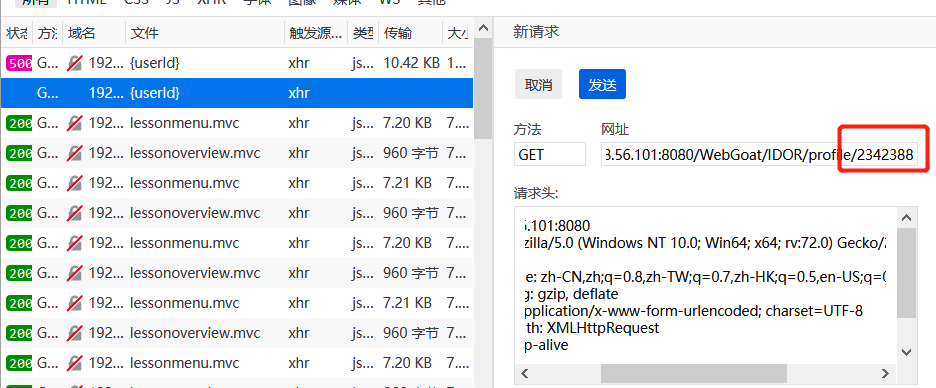 所有 HTML CSS JS XHR 字体 图像 媒体 WS 其他
状态 方法 域名 文件 触发源... 类型 传输 大小
新请求
500 G... 192... {userId} xhr js... 10.42 KB 1...
G... 192... {userId} xhr
200 G... 192... lessonmenu.mvc xhr js... 7.20 KB 7....
200 G... 192... lessonoverview.mvc xhr js... 960 字节 7....
200 G... 192... lessonmenu.mvc xhr js... 7.20 KB 7....
200 G... 192... lessonoverview.mvc xhr js... 960 字节 7....
200 G... 192... lessonmenu.mvc xhr js... 7.21 KB 7....
200 G... 192... lessonoverview.mvc xhr js... 960 字节 7....
200 G... 192... lessonmenu.mvc xhr js... 7.21 KB 7....
200 G... 192... lessonoverview.mvc xhr js... 960 字节 7....
200 G... 192... lessonmenu.mvc xhr js... 7.20 KB 7....
取消 发送
方法 网址
GET 3.56.101:8080/WebGoat/IDOR/profile/2342388
请求头:
5.101:8080
zilla/5.0 (Windows NT 10.0; Win64; x64; rv:72.0) Gecko/2
e: zh-CN,zh;q=0.8,zh-TW;q=0.7,zh-HK;q=0.5,en-US;q=0
g: gzip, deflate
application/x-www-form-urlencoded; charset=UTF-8
th: XMLHttpRequest
p-alive